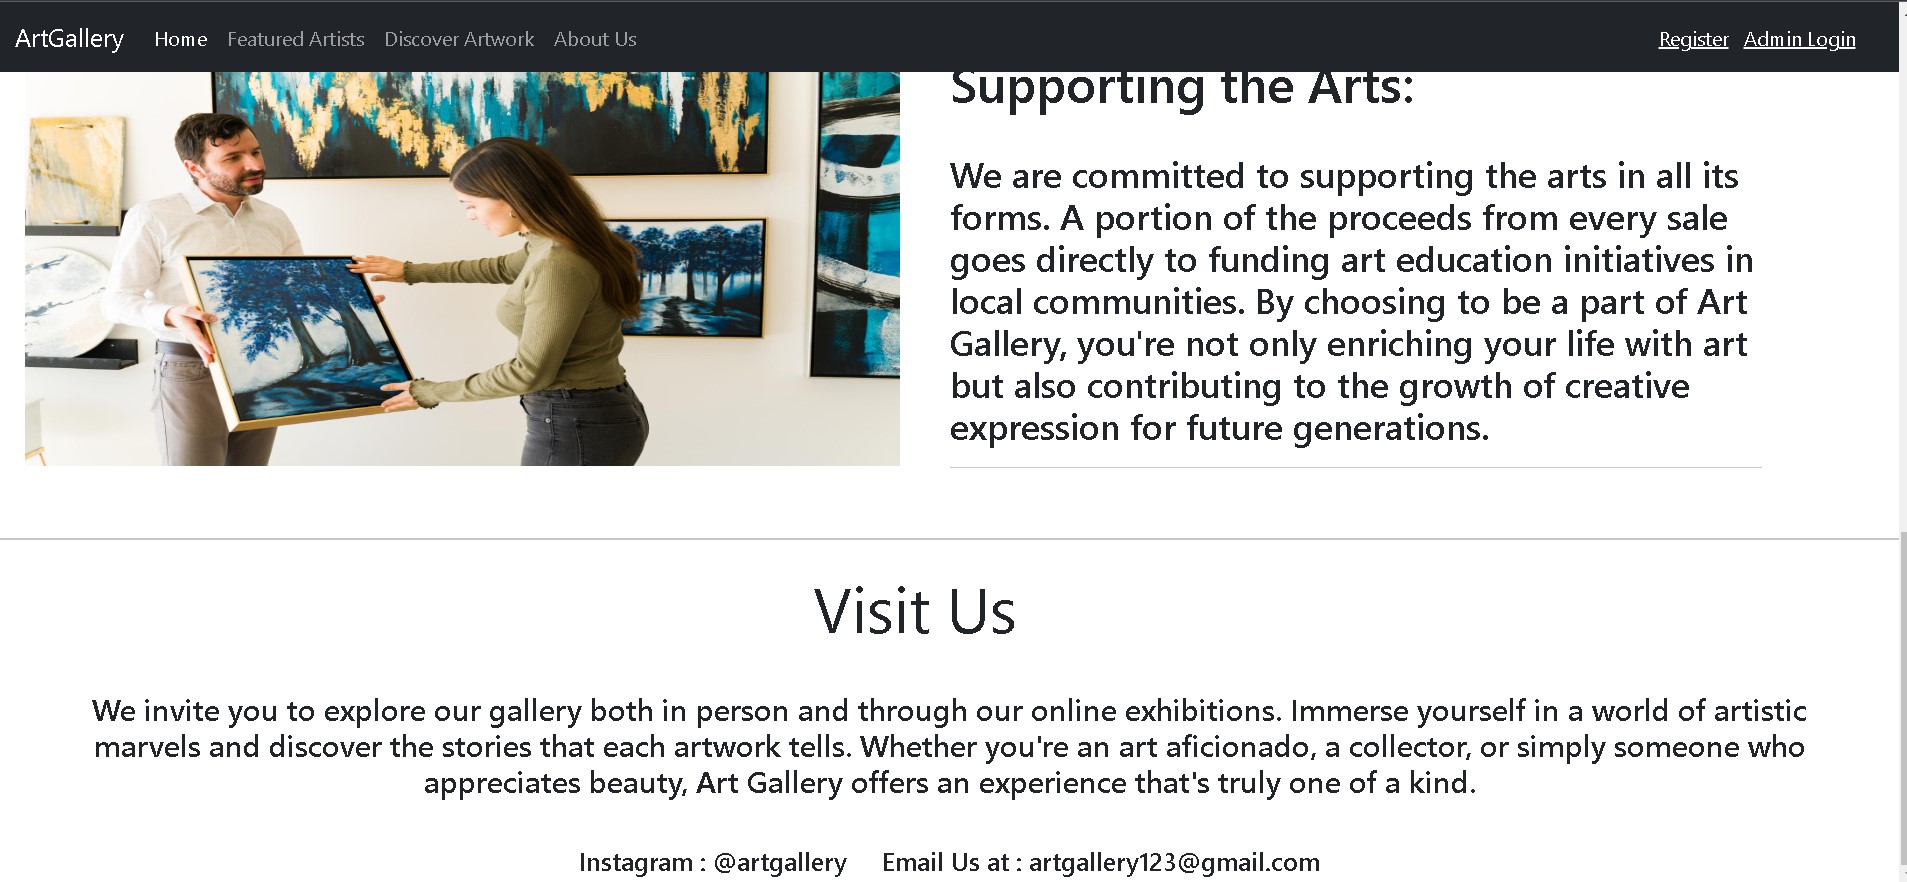 ArtGallery Home Featured Artists Discover Artwork About Us Register Admin Login
Supporting the Arts:
We are committed to supporting the arts in all its
forms. A portion of the proceeds from every sale
goes directly to funding art education initiatives in
local communities. By choosing to be a part of Art
Gallery, you're not only enriching your life with art
but also contributing to the growth of creative
expression for future generations.
Visit Us
We invite you to explore our gallery both in person and through our online exhibitions. Immerse yourself in a world of artistic
marvels and discover the stories that each artwork tells. Whether you're an art aficionado, a collector, or simply someone who
appreciates beauty, Art Gallery offers an experience that's truly one of a kind.
Instagram : @artgallery Email Us at : artgallery123@gmail.com